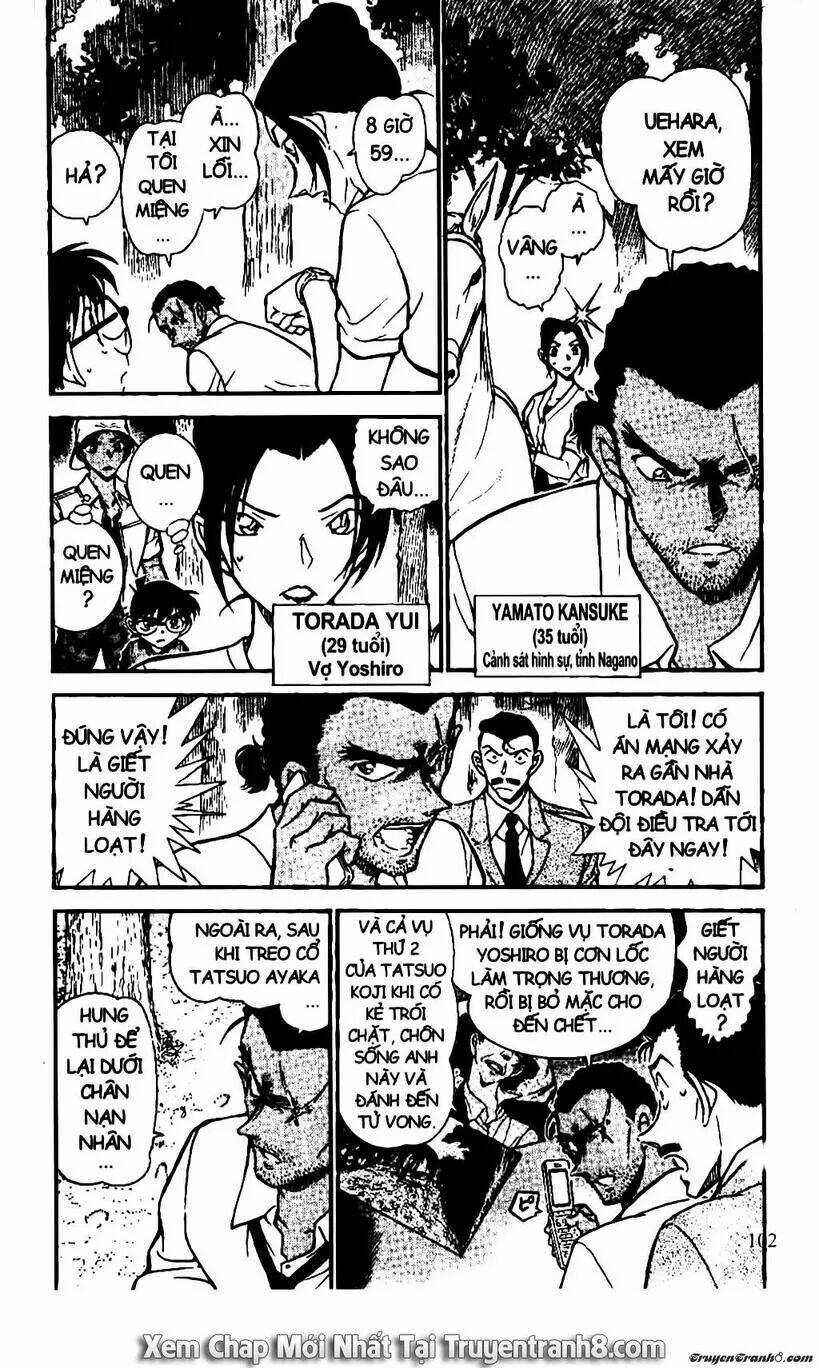 UEHARA,
XEM
MẤY GIỜ
RỒI?
À
...
VÂNG
...
8 GIỜ
59...
À...
XIN
LỖI...
TẠI
TÔI
QUEN
MIỆNG
...
HẢ?
YAMATO KANSUKE
(35 tuổi)
Cảnh sát hình sự, tỉnh Nagano
KHÔNG
SAO
ĐÂU...
QUEN
...
QUEN
MIỆNG
?
TORADA YUI
(29 tuổi)
Vợ Yoshiro
LÀ TÔI! CÓ
ÁN MẠNG XẢY
RA GẦN NHÀ
TORADA! DẪN
ĐỘI ĐIỀU TRA TỚI
ĐÂY NGAY!
ĐÚNG VẬY!
LÀ GIẾT
NGƯỜI
HÀNG
LOẠT!
GIẾT
NGƯỜI
HÀNG
LOẠT
?
PHẢI! GIỐNG VỤ TORADA
YOSHIRO BỊ CƠN LỐC
LÀM TRỌNG THƯƠNG,
RỒI BỊ BỎ MẶC CHO
ĐẾN CHẾT...
VÀ CẢ VỤ
THỨ 2
CỦA TATSUO
KOJI KHI CÓ
KẺ TRÓI
CHẶT, CHÔN
SỐNG ANH
NÀY VÀ
ĐÁNH ĐẾN
TỬ VONG.
ピ
NGOÀI RA, SAU
KHI TREO CỔ
TATSUO AYAKA
...
HUNG
THỦ ĐỂ
LẠI DƯỚI
CHÂN
NẠN
NHÂN
...
102
Xem Chap Mới Nhất Tại Truyentranh8.com
TruyenTranh8.com